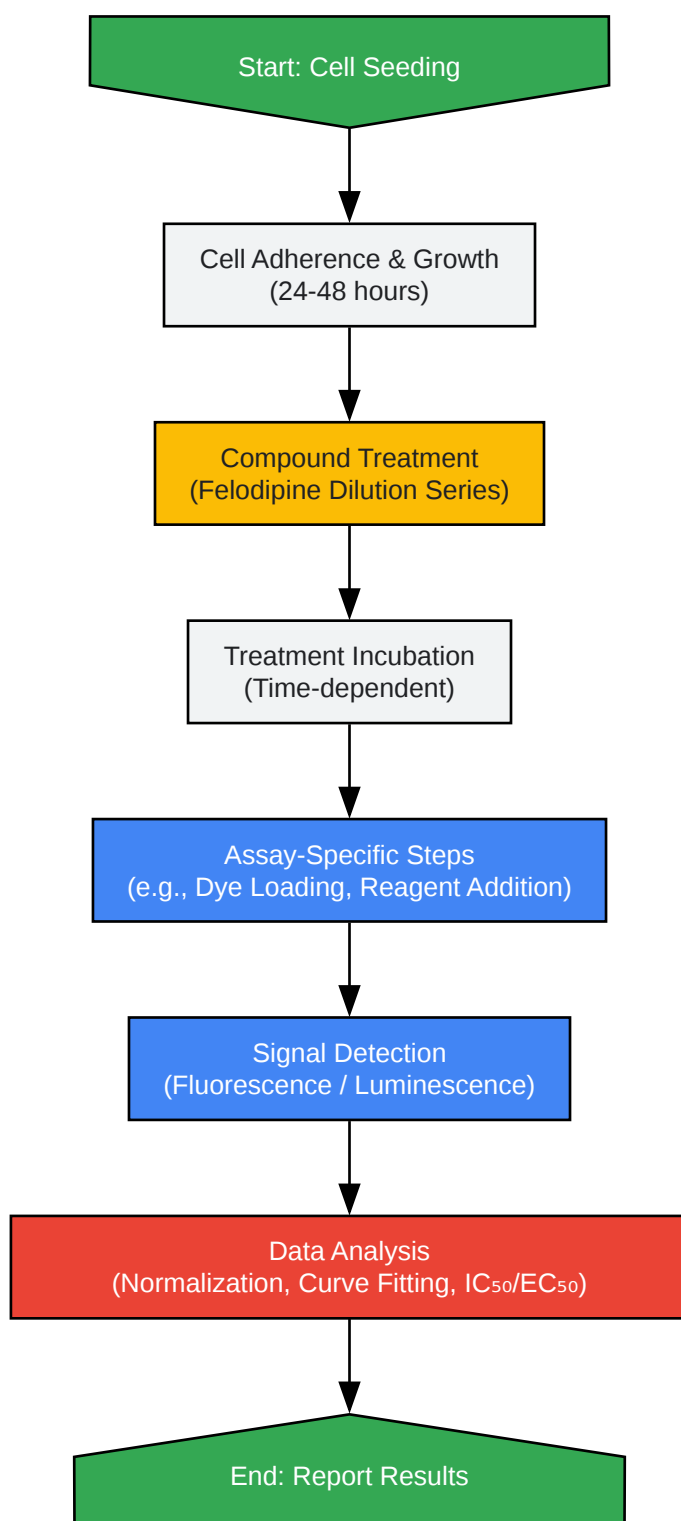 Start: Cell Seeding
Cell Adherence & Growth
(24-48 hours)
Compound Treatment
(Felodipine Dilution Series)
Treatment Incubation
(Time-dependent)
Assay-Specific Steps
(e.g., Dye Loading, Reagent Addition)
Signal Detection
(Fluorescence / Luminescence)
Data Analysis
(Normalization, Curve Fitting, IC₅₀/EC₅₀)
End: Report Results